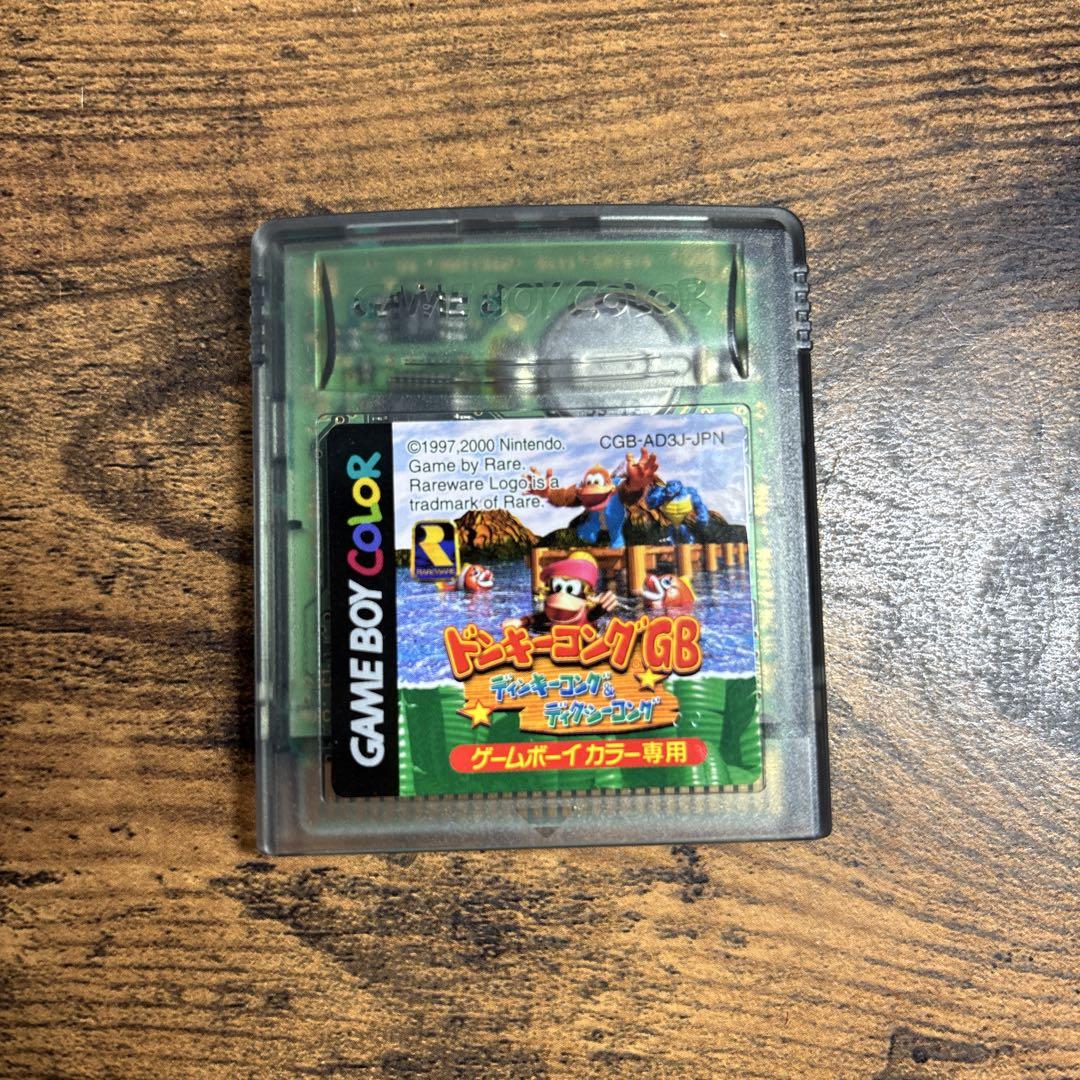 GAME BOY COLOR
©1997,2000 Nintendo.
Game by Rare.
Rareware Logo is a
tradmark of Rare.
CGB-AD3J-JPN
GAME BOY COLOR
R
RAREWARE
ドンキーコングGB
ディンキーコング&
ディクシーコング
ゲームボーイカラー専用